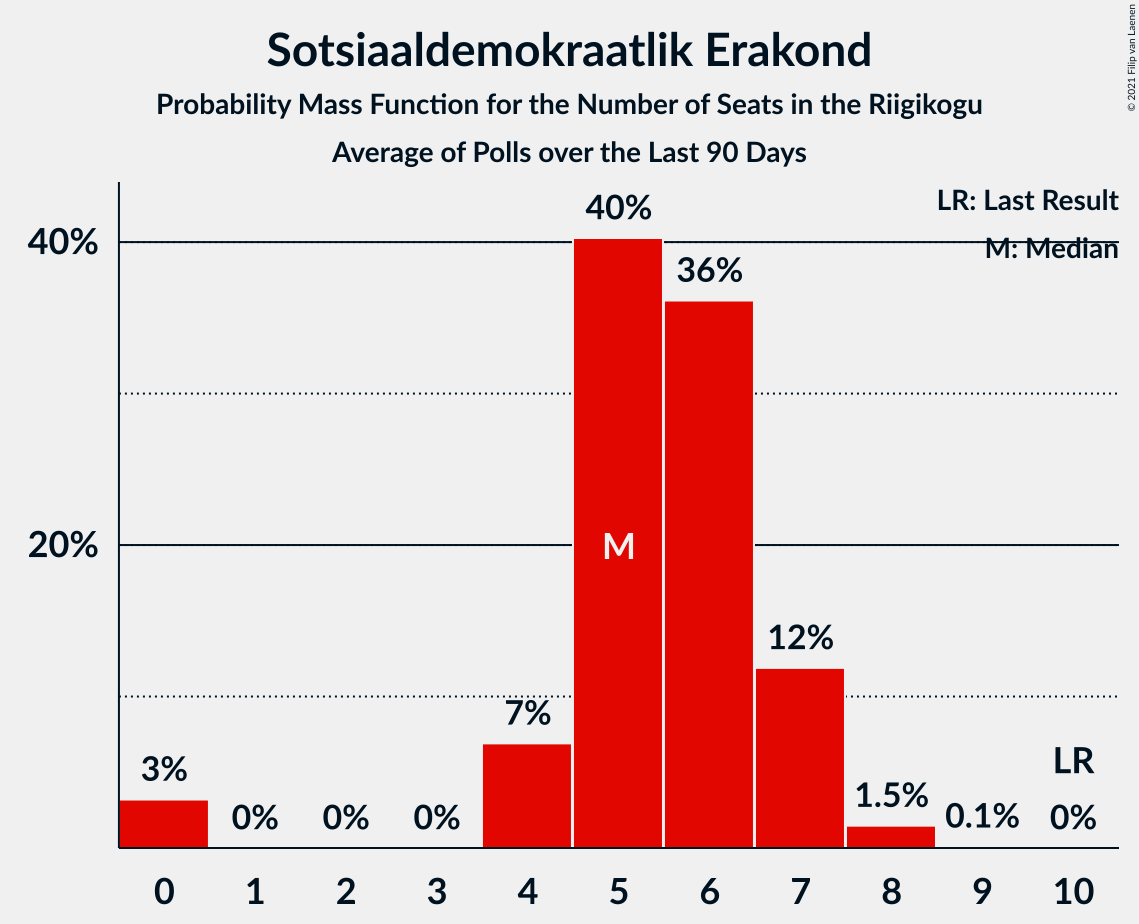 Sotsiaaldemokraatlik Erakond
Probability Mass Function for the Number of Seats in the Riigikogu
Average of Polls over the Last 90 Days
© 2021 Filip van Laenen
LR: Last Result
M: Median
40%
20%
3%
0%
0%
0%
7%
40%
M
36%
12%
1.5%
0.1%
LR
0%
0 1 2 3 4 5 6 7 8 9 10